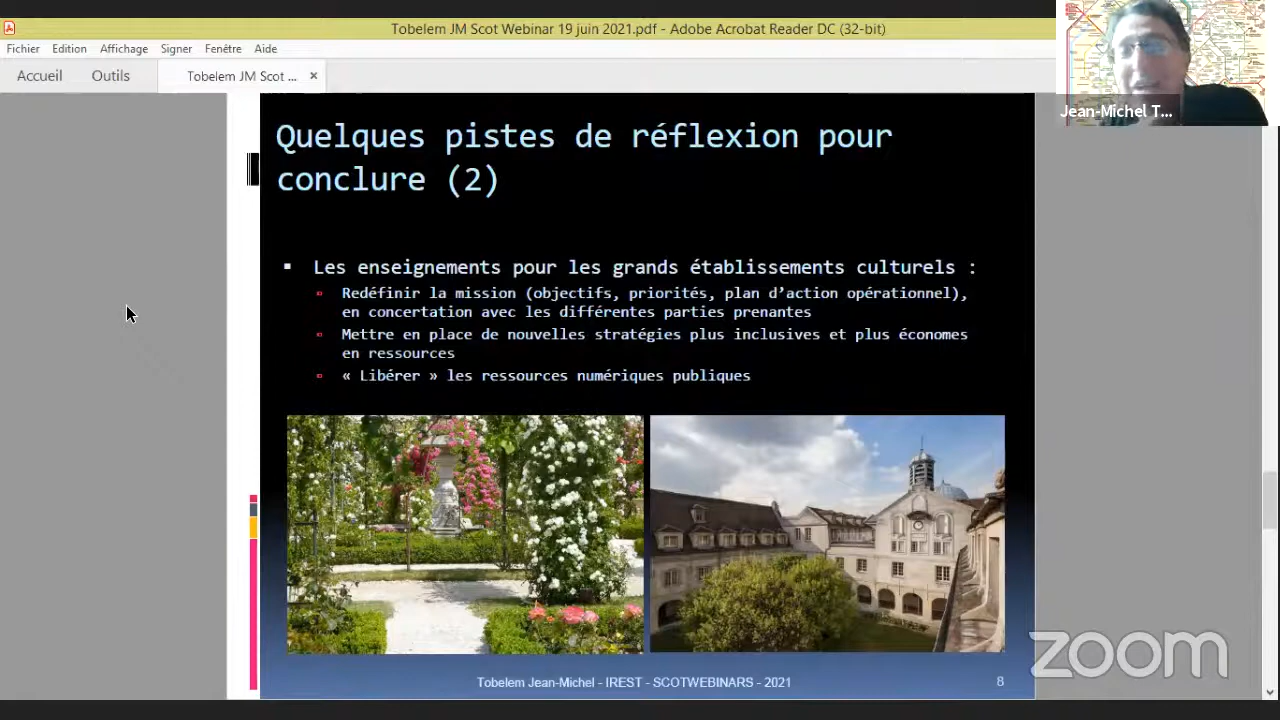 Tobelem JM Scot Webinar 19 juin 2021.pdf - Adobe Acrobat Reader DC (32-bit)
Fichier Edition Affichage Signer Fenêtre Aide
Accueil Outils Tobelem JM Scot ... ×
Jean-Michel T...
Quelques pistes de réflexion pour
conclure (2)
▪ Les enseignements pour les grands établissements culturels :
▫ Redéfinir la mission (objectifs, priorités, plan d’action opérationnel),
en concertation avec les différentes parties prenantes
▫ Mettre en place de nouvelles stratégies plus inclusives et plus économes
en ressources
▫ « Libérer » les ressources numériques publiques
zoom
Tobelem Jean-Michel - IREST - SCOTWEBINARS - 2021 8